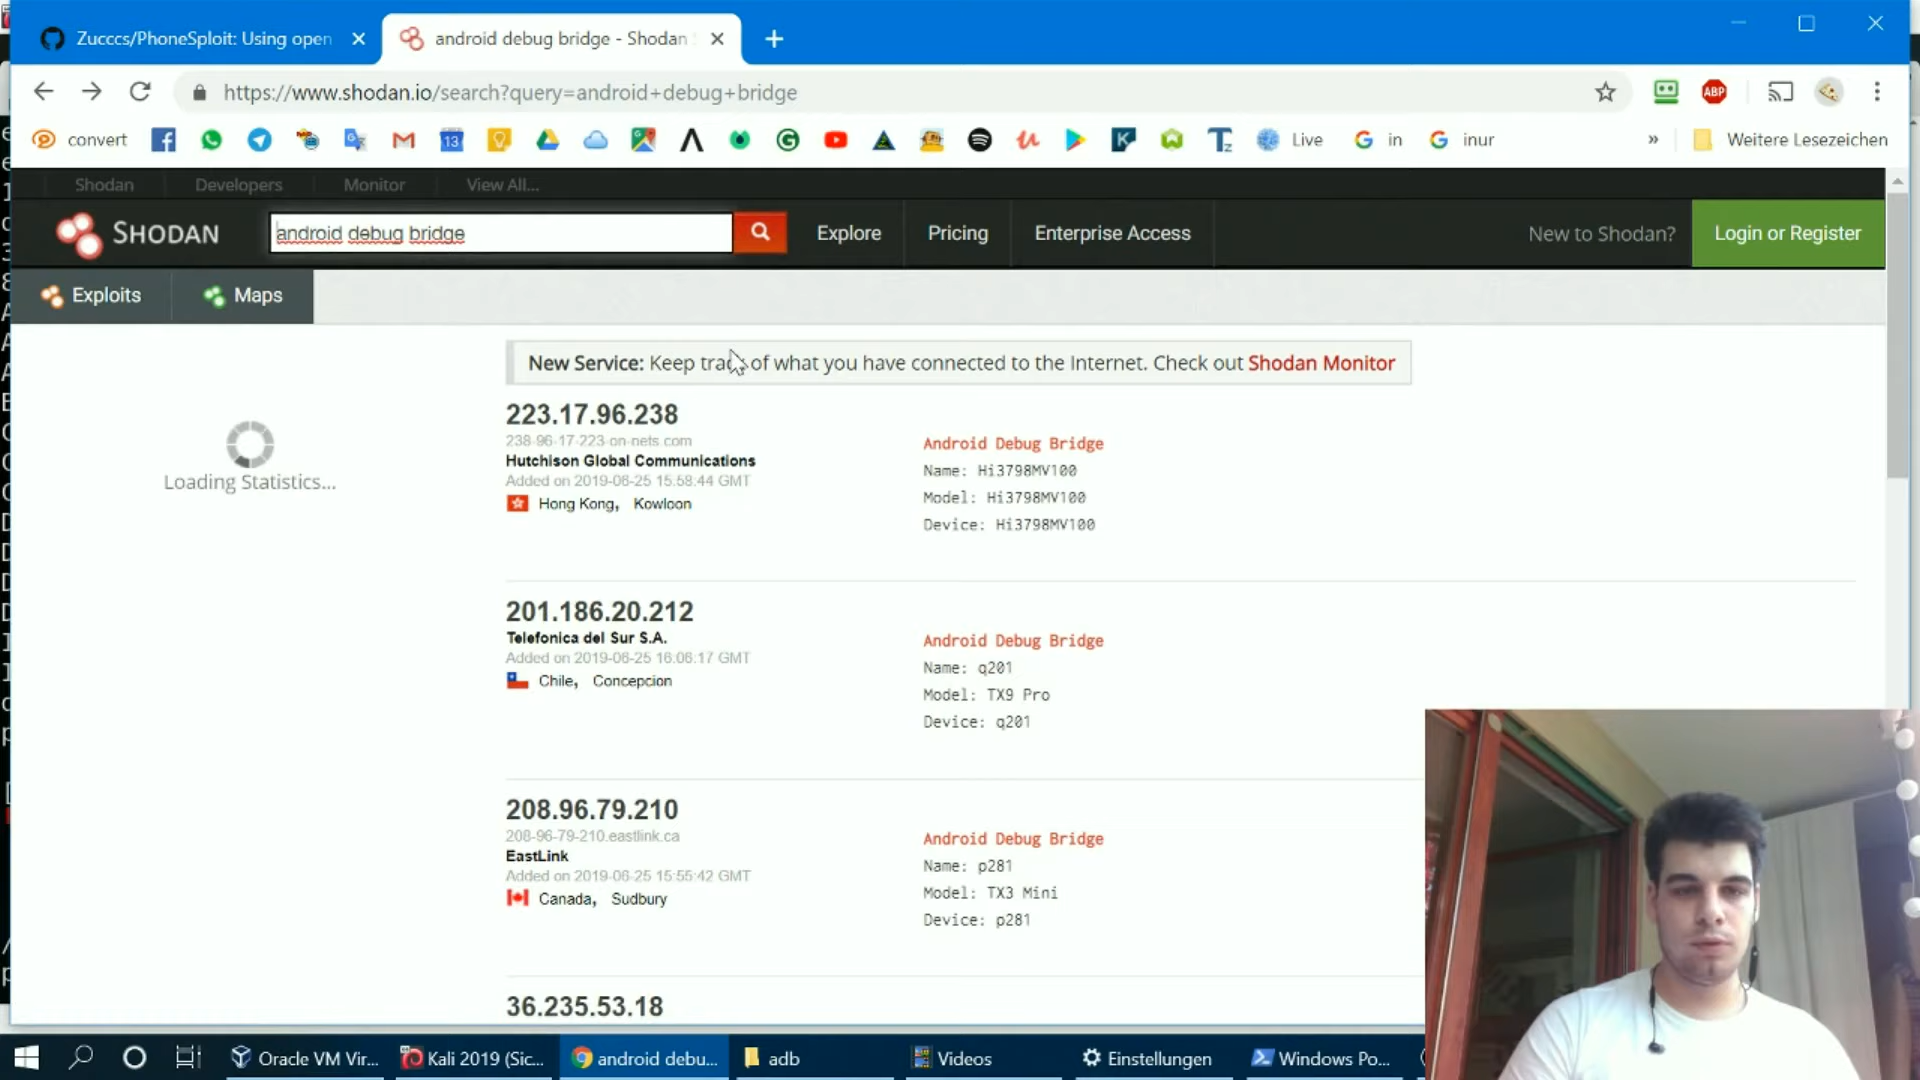 Zucccs/PhoneSploit: Using open
android debug bridge - Shodan
https://www.shodan.io/search?query=android+debug+bridge
ABP
convert
13
Live
in
inur
Weitere Lesezeichen
Shodan
Developers
Monitor
View All...
SHODAN
android debug bridge
Explore
Pricing
Enterprise Access
New to Shodan?
Login or Register
Exploits
Maps
New Service: Keep track of what you have connected to the Internet. Check out Shodan Monitor
Loading Statistics...
223.17.96.238
238-96-17-223-on-nets.com
Hutchison Global Communications
Added on 2019-06-25 15:58:44 GMT
Hong Kong, Kowloon
Android Debug Bridge
Name: Hi3798MV100
Model: Hi3798MV100
Device: Hi3798MV100
201.186.20.212
Telefonica del Sur S.A.
Added on 2019-06-25 16:06:17 GMT
Chile, Concepcion
Android Debug Bridge
Name: q201
Model: TX9 Pro
Device: q201
208.96.79.210
208-96-79-210.eastlink.ca
EastLink
Added on 2019-06-25 15:55:42 GMT
Canada, Sudbury
Android Debug Bridge
Name: p281
Model: TX3 Mini
Device: p281
36.235.53.18
Oracle VM Vir...
Kali 2019 (Sic...
android debu...
adb
Videos
Einstellungen
Windows Po...